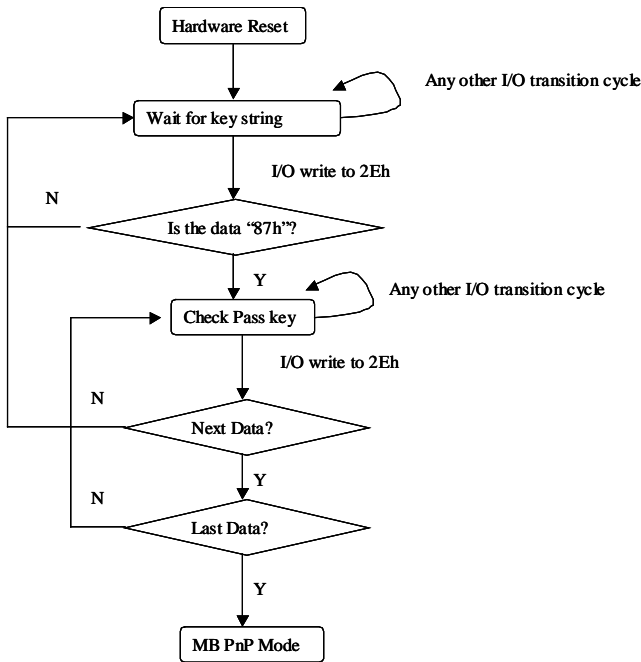 Hardware Reset
Any other I/O transition cycle
Wait for key string
I/O write to 2Eh
N
Is the data “87h”?
Y
Any other I/O transition cycle
Check Pass key
I/O write to 2Eh
N
Next Data?
Y
N
Last Data?
Y
MB PnP Mode